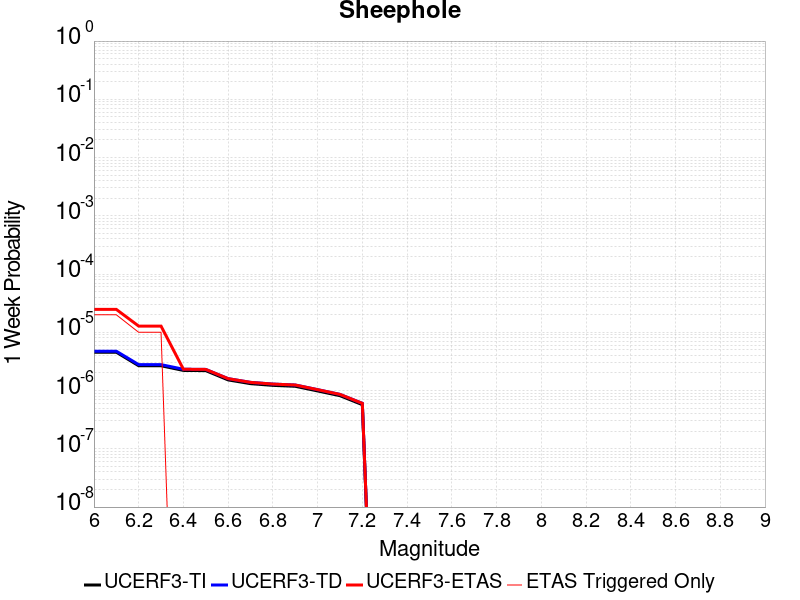 Sheephole
10 0
10 -1
10 -2
10 -3
10 -4
10 -5
10 -6
10 -7
10 -8
1 Week Probability
6 6.2 6.4 6.6 6.8 7 7.2 7.4 7.6 7.8 8 8.2 8.4 8.6 8.8 9
Magnitude
UCERF3-TI UCERF3-TD UCERF3-ETAS ETAS Triggered Only